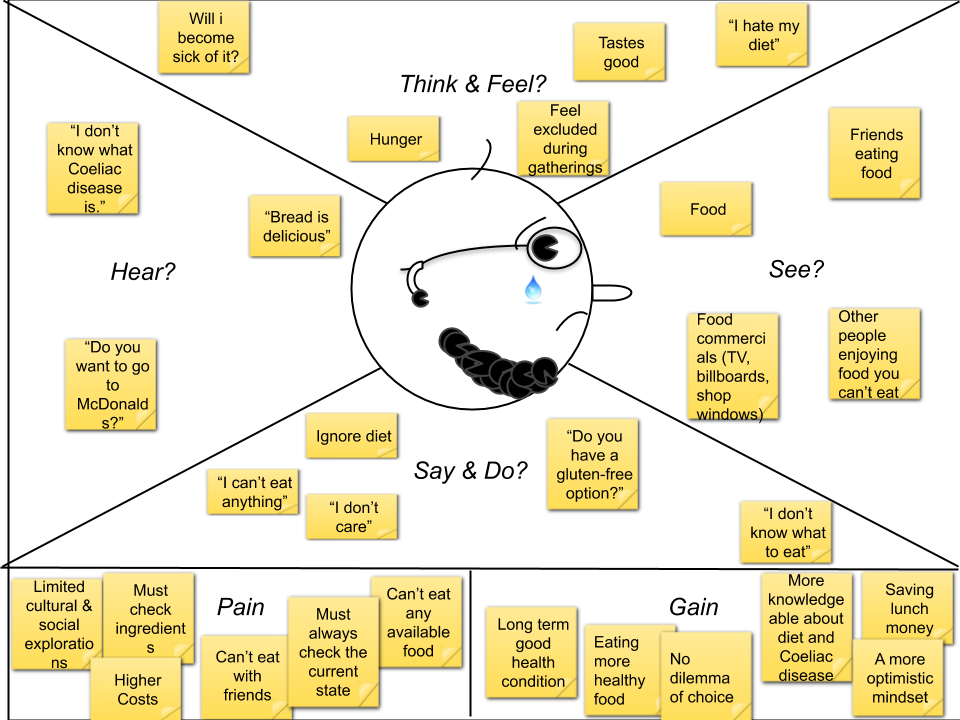 Will i
become
sick of it?
Think & Feel?
Tastes
good
“I hate my
diet”
Hunger
Feel
excluded
during
gatherings
“I don’t
know what
Coeliac
disease
is.”
“Bread is
delicious”
Hear?
“Do you
want to go
to
McDonald
s?”
Friends
eating
food
Food
See?
Food
commerci
als (TV,
billboards,
shop
windows)
Other
people
enjoying
food you
can’t eat
Ignore diet
“I can’t eat
anything”
“I don’t
care”
Say & Do?
“Do you
have a
gluten-free
option?”
“I don’t
know what
to eat”
Limited
cultural &
social
exploratio
ns
Must
check
ingredient
s
Higher
Costs
Pain
Can’t eat
with
friends
Must
always
check the
current
state
Can’t eat
any
available
food
Long term
good
health
condition
Eating
more
healthy
food
Gain
No
dilemma
of choice
More
knowledge
able about
diet and
Coeliac
disease
Saving
lunch
money
A more
optimistic
mindset